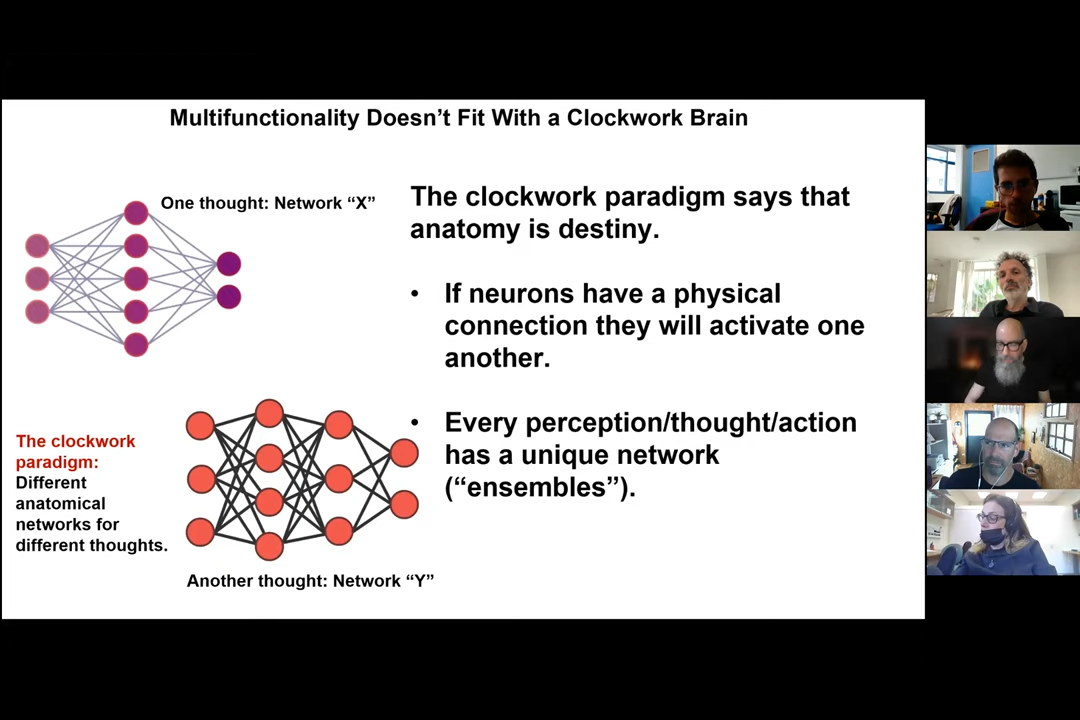 Multifunctionality Doesn’t Fit With a Clockwork Brain
One thought: Network “X”
The clockwork paradigm says that
anatomy is destiny.
• If neurons have a physical
connection they will activate one
another.
• Every perception/thought/action
has a unique network
(“ensembles”).
The clockwork
paradigm:
Different
anatomical
networks for
different thoughts.
Another thought: Network “Y”